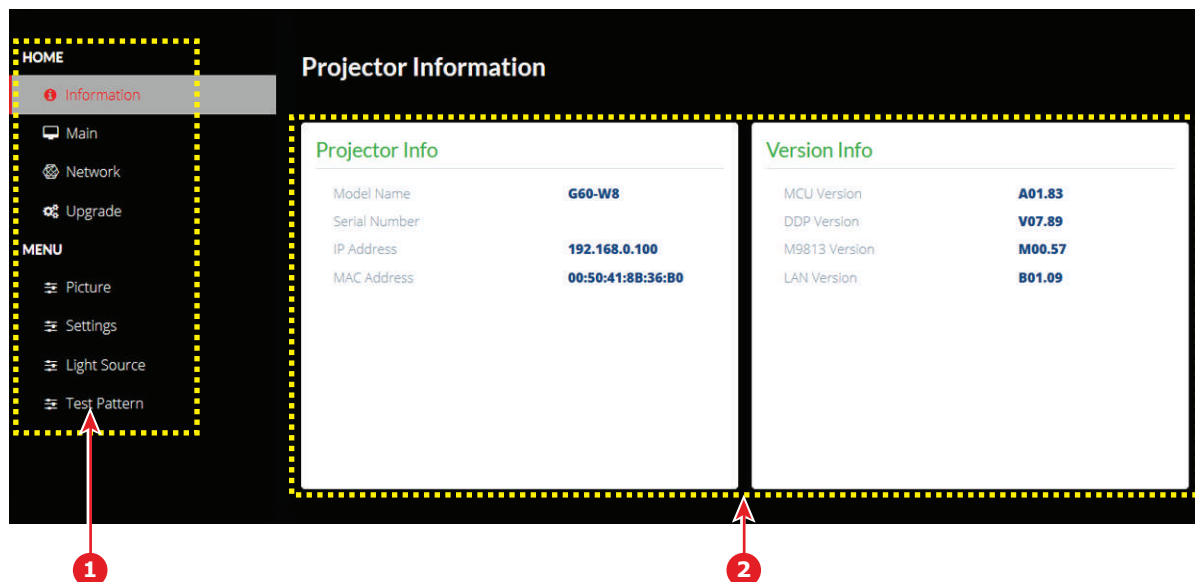 HOME
Information
Main
Network
Upgrade
MENU
Picture
Settings
Light Source
Test Pattern
Projector Information
Projector Info
Model Name G60-W8
Serial Number
IP Address 192.168.0.100
MAC Address 00:50:41:8B:36:B0
Version Info
MCU Version A01.83
DDP Version V07.89
M9813 Version M00.57
LAN Version B01.09
1
2